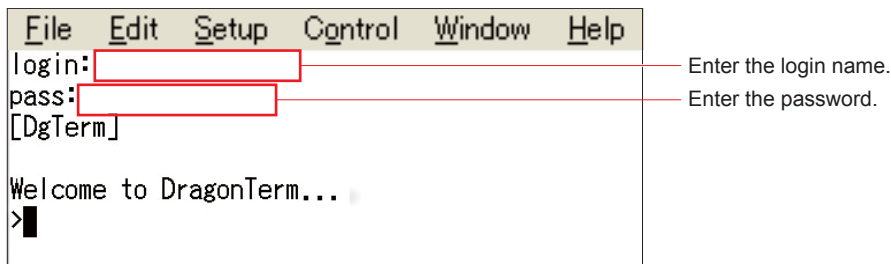 File Edit Setup Control Window Help
login:
Enter the login name.
pass:
Enter the password.
[DgTerm]
Welcome to DragonTerm...
>